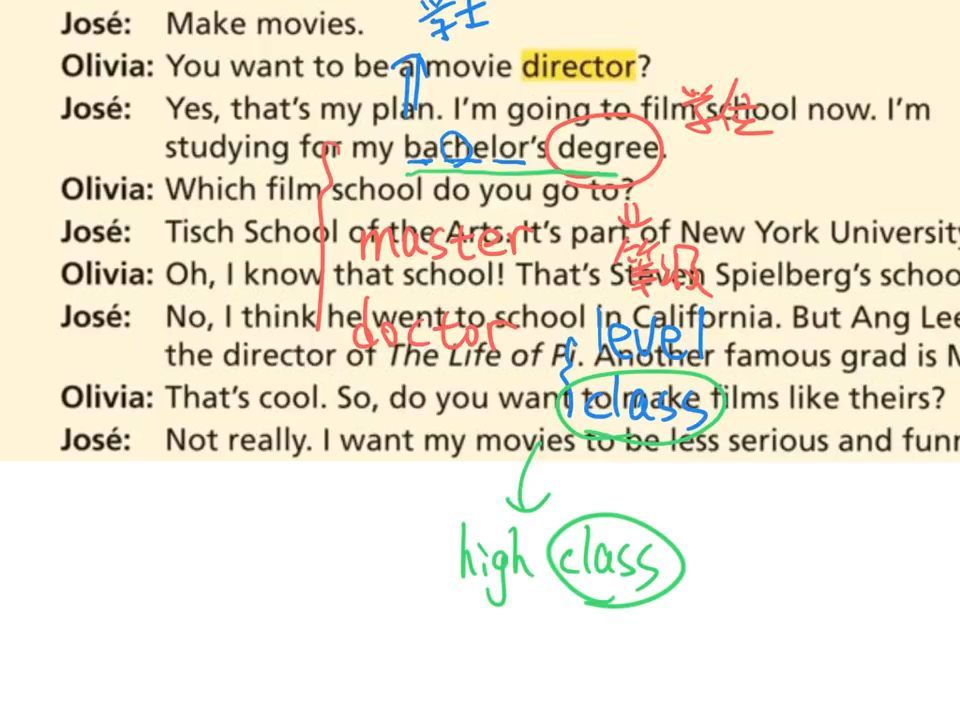 学士
José: Make movies.
Olivia: You want to be a movie director?
学位
José: Yes, that's my plan. I'm going to film school now. I'm
studying for my bachelor's degree.
Olivia: Which film school do you go to?
José: Tisch School of the Arts. It's part of New York University
master
等级
Olivia: Oh, I know that school! That's Steven Spielberg's schoo
José: No, I think he went to school in California. But Ang Lee
doctor
level
the director of The Life of Pi. Another famous grad is M
Olivia: That's cool. So, do you want to make films like theirs?
class
José: Not really. I want my movies to be less serious and funn
high class